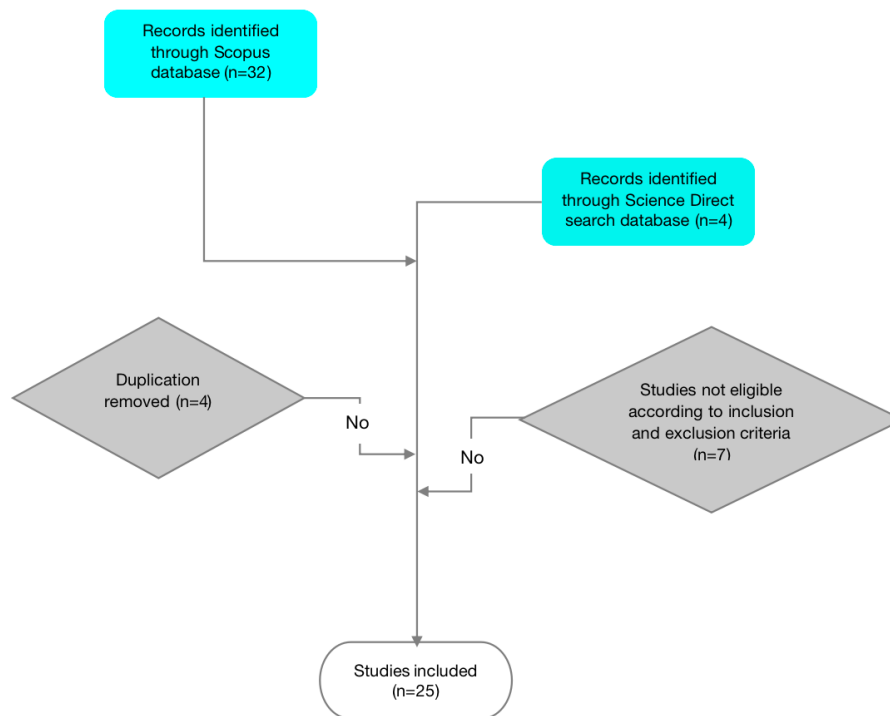 Records identified
through Scopus
database (n=32)
Records identified
through Science Direct
search database (n=4)
Duplication
removed (n=4)
No
Studies not eligible
according to inclusion
and exclusion criteria
(n=7)
No
Studies included
(n=25)